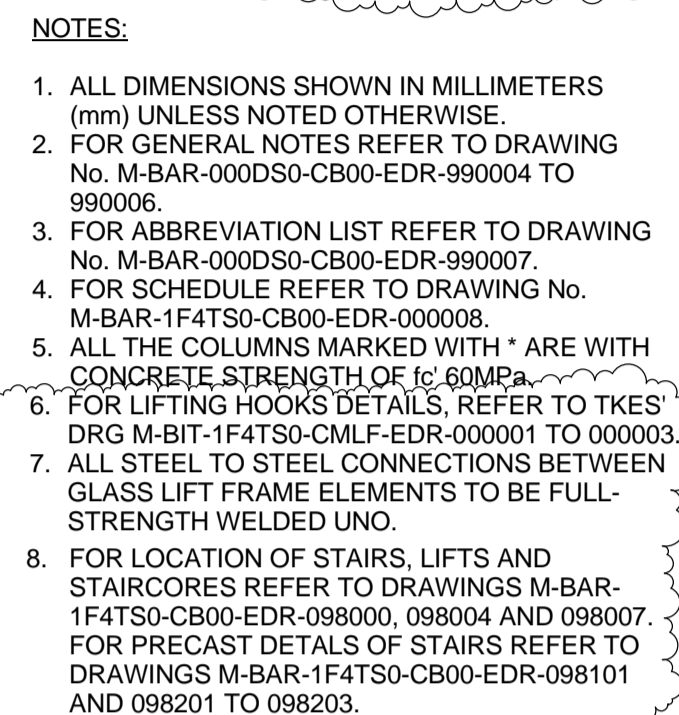 NOTES:
1. ALL DIMENSIONS SHOWN IN MILLIMETERS
(mm) UNLESS NOTED OTHERWISE.
2. FOR GENERAL NOTES REFER TO DRAWING
No. M-BAR-000DS0-CB00-EDR-990004 TO
990006.
3. FOR ABBREVIATION LIST REFER TO DRAWING
No. M-BAR-000DS0-CB00-EDR-990007.
4. FOR SCHEDULE REFER TO DRAWING No.
M-BAR-1F4TS0-CB00-EDR-000008.
5. ALL THE COLUMNS MARKED WITH * ARE WITH
CONCRETE STRENGTH OF fc' 60MPa
6. FOR LIFTING HOOKS DETAILS, REFER TO TKES'
DRG M-BIT-1F4TS0-CMLF-EDR-000001 TO 000003.
7. ALL STEEL TO STEEL CONNECTIONS BETWEEN
GLASS LIFT FRAME ELEMENTS TO BE FULL-
STRENGTH WELDED UNO.
8. FOR LOCATION OF STAIRS, LIFTS AND
STAIRCORES REFER TO DRAWINGS M-BAR-
1F4TS0-CB00-EDR-098000, 098004 AND 098007.
FOR PRECAST DETALS OF STAIRS REFER TO
DRAWINGS M-BAR-1F4TS0-CB00-EDR-098101
AND 098201 TO 098203.